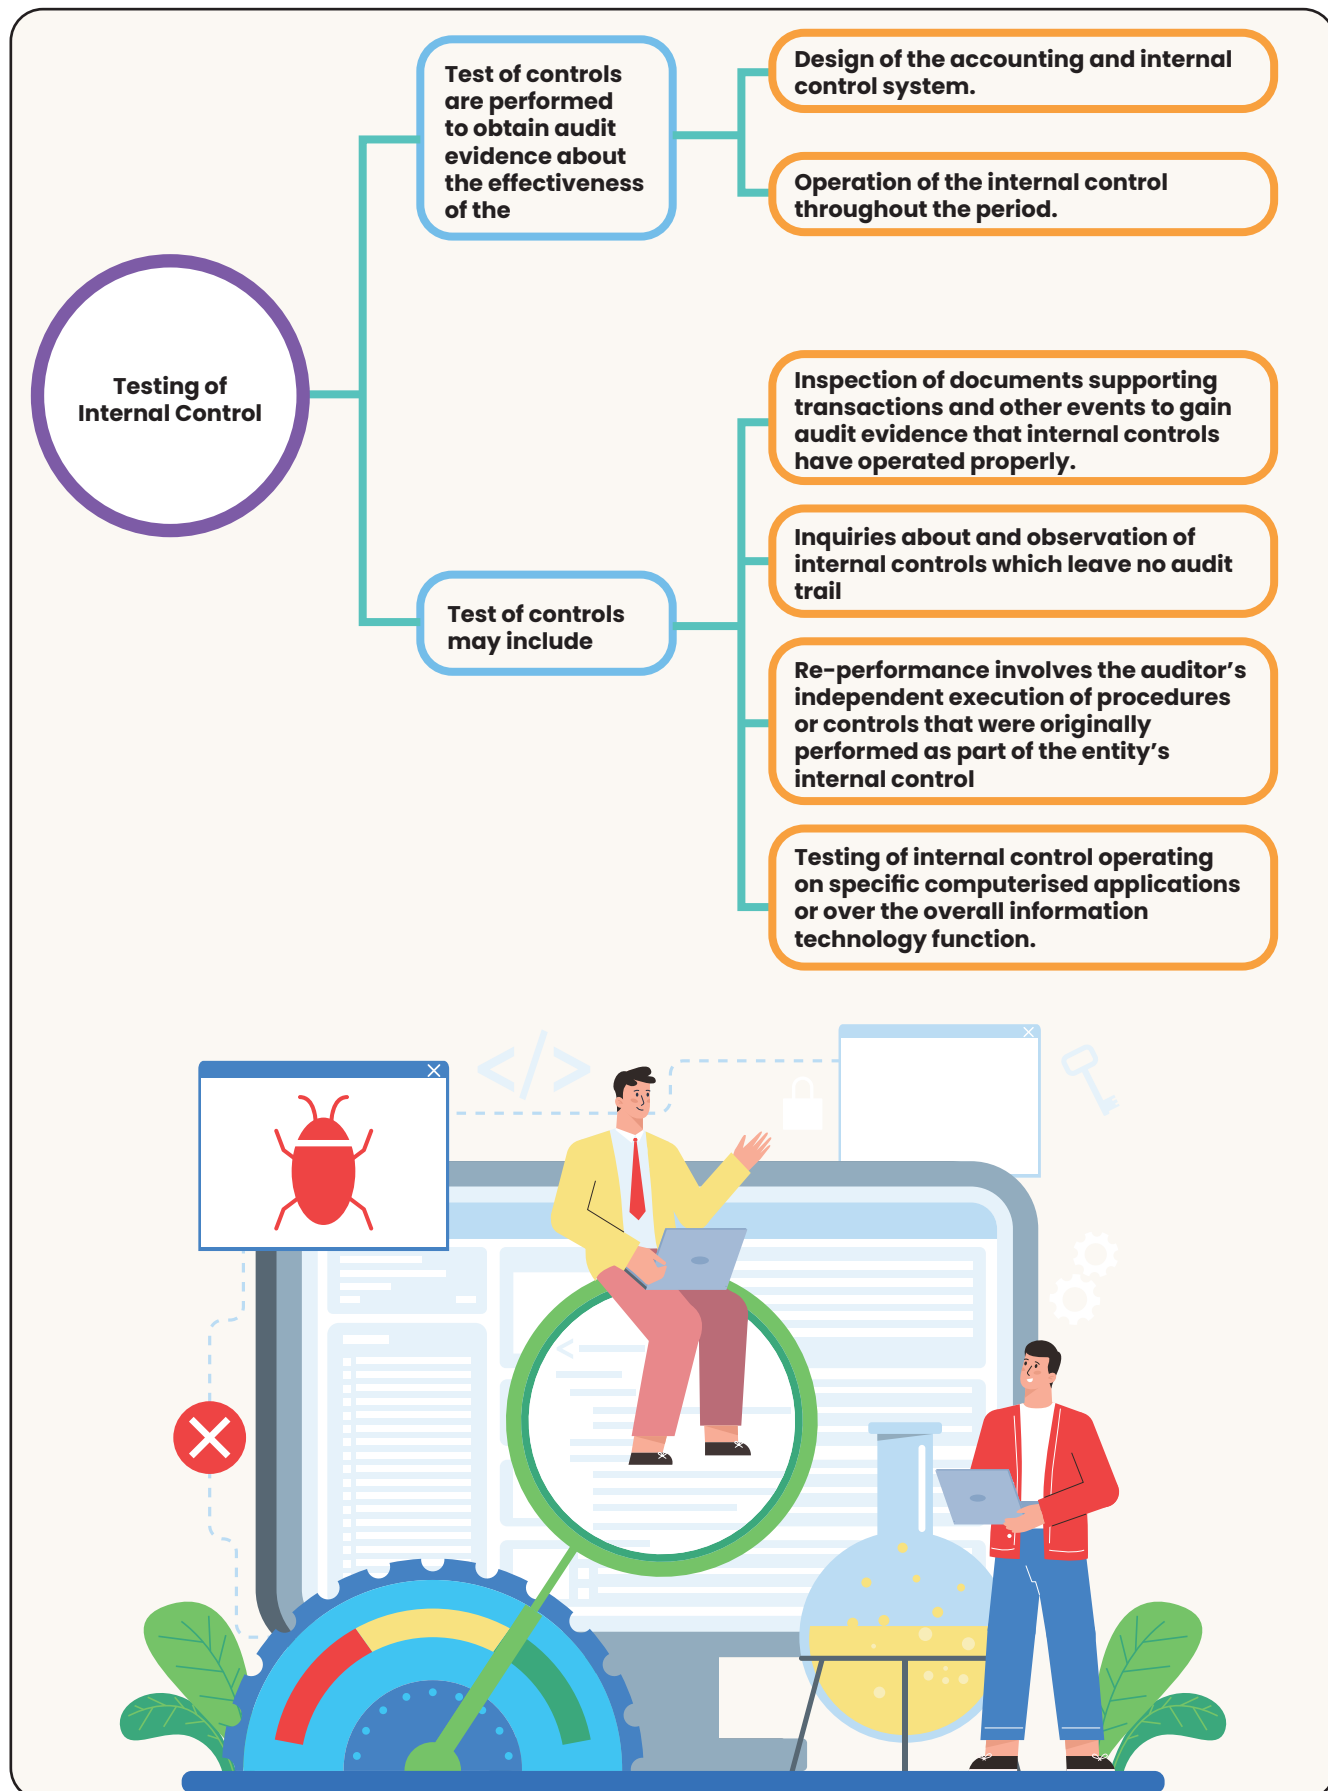 Testing of
Internal Control
Test of controls
are performed
to obtain audit
evidence about
the effectiveness
of the
Design of the accounting and internal
control system.
Operation of the internal control
throughout the period.
Test of controls
may include
Inspection of documents supporting
transactions and other events to gain
audit evidence that internal controls
have operated properly.
Inquiries about and observation of
internal controls which leave no audit
trail
Re-performance involves the auditor’s
independent execution of procedures
or controls that were originally
performed as part of the entity’s
internal control
Testing of internal control operating
on specific computerised applications
or over the overall information
technology function.